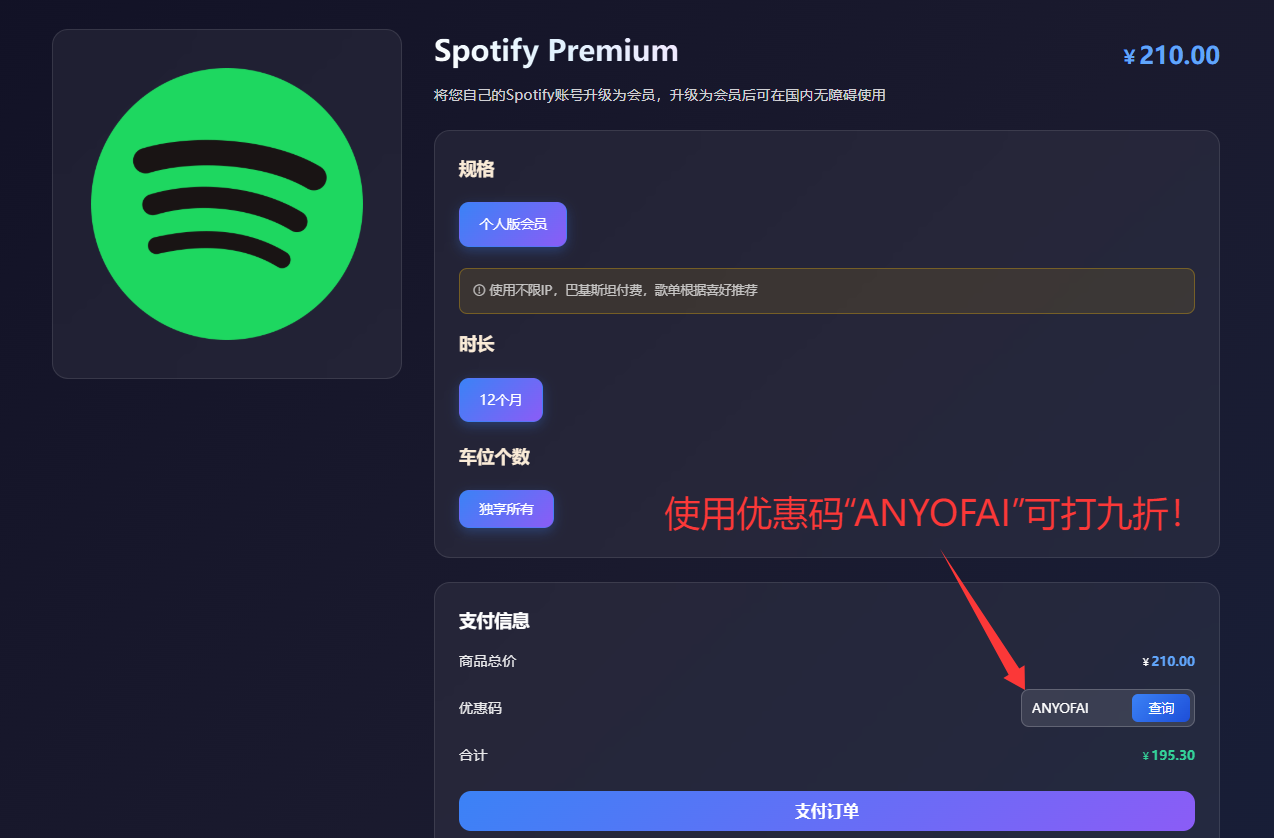 Spotify Premium
¥210.00
将您自己的Spotify账号升级为会员，升级为会员后可在国内无障碍使用
规格
个人版会员
使用不限IP，巴基斯坦付费，歌单根据喜好推荐
时长
12个月
车位个数
独享所有
使用优惠码“ANYOFAI”可打九折！
支付信息
商品总价
¥210.00
优惠码
ANYOFAI
查询
合计
¥195.30
支付订单